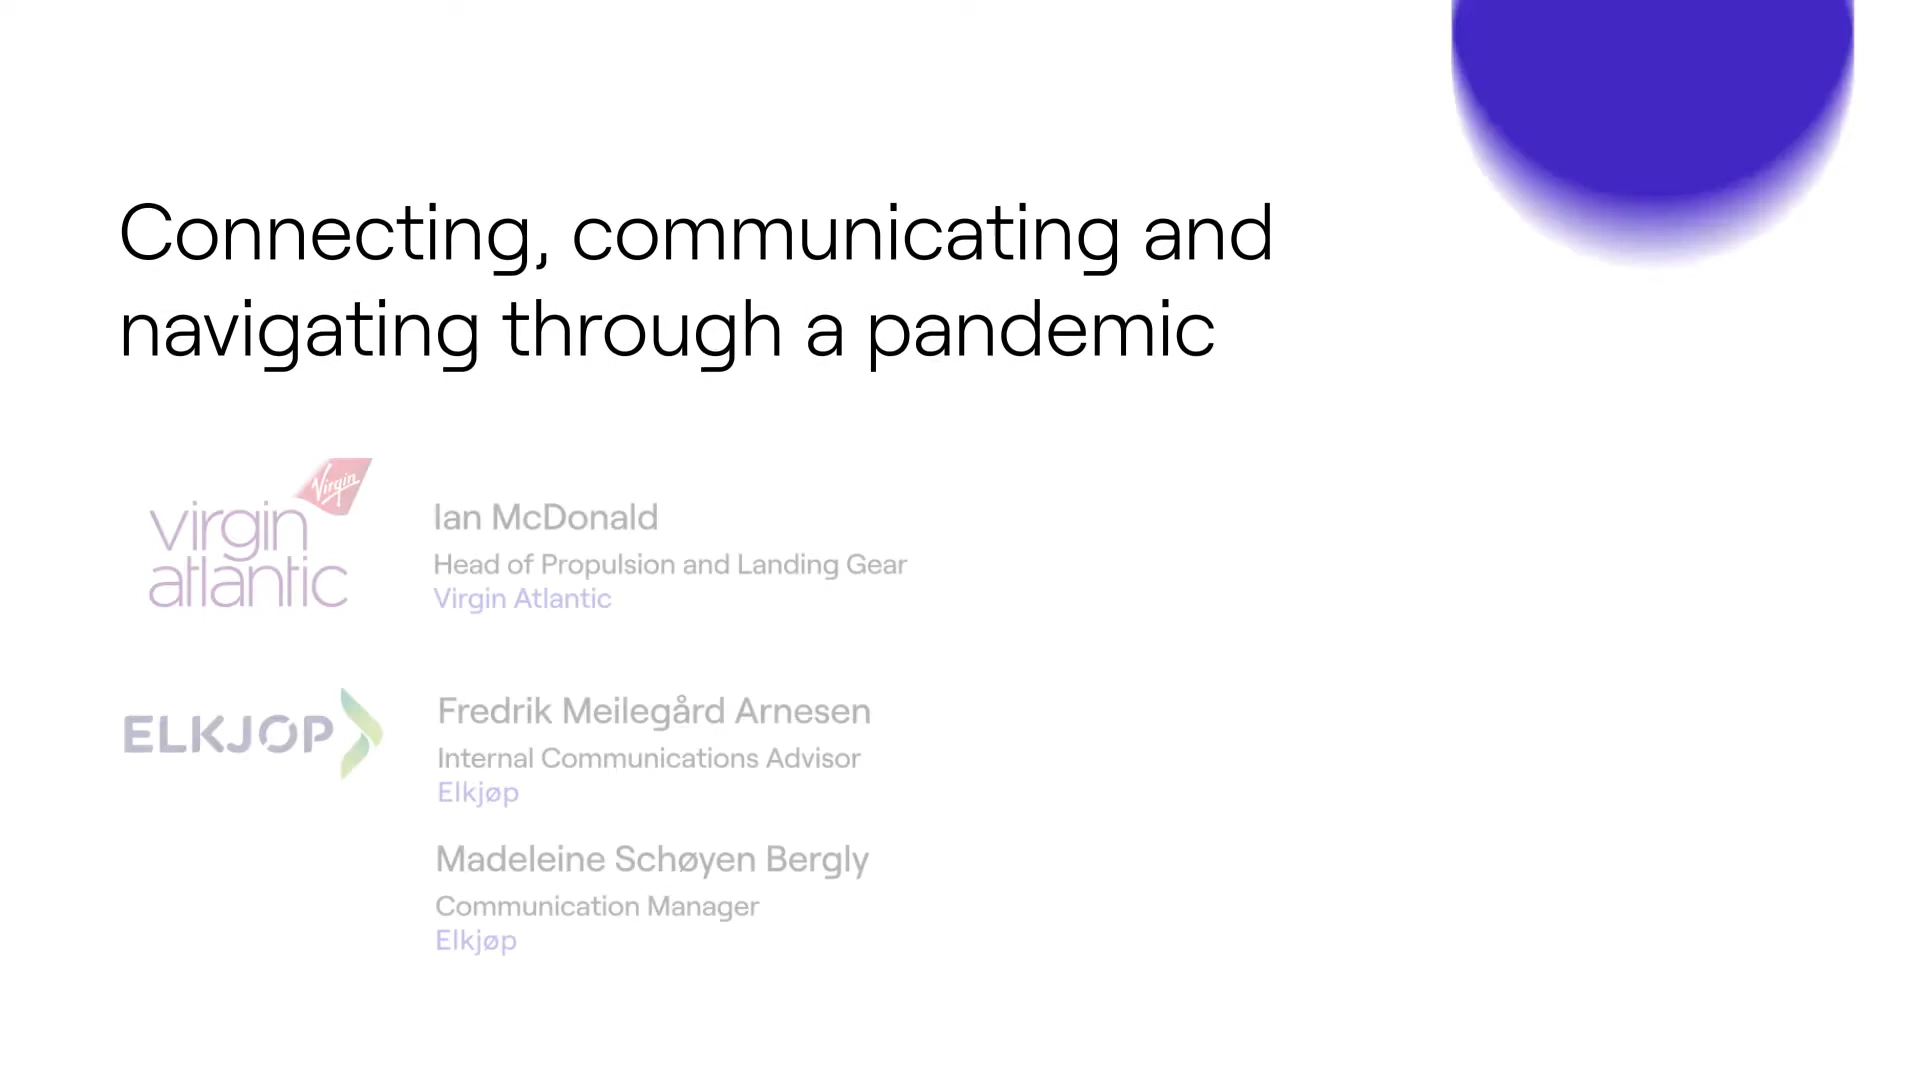 Connecting, communicating and
navigating through a pandemic
Virgin
virgin
atlantic
Ian McDonald
Head of Propulsion and Landing Gear
Virgin Atlantic
ELKJØP
Fredrik Meilegård Arnesen
Internal Communications Advisor
Elkjøp
Madeleine Schøyen Bergly
Communication Manager
Elkjøp